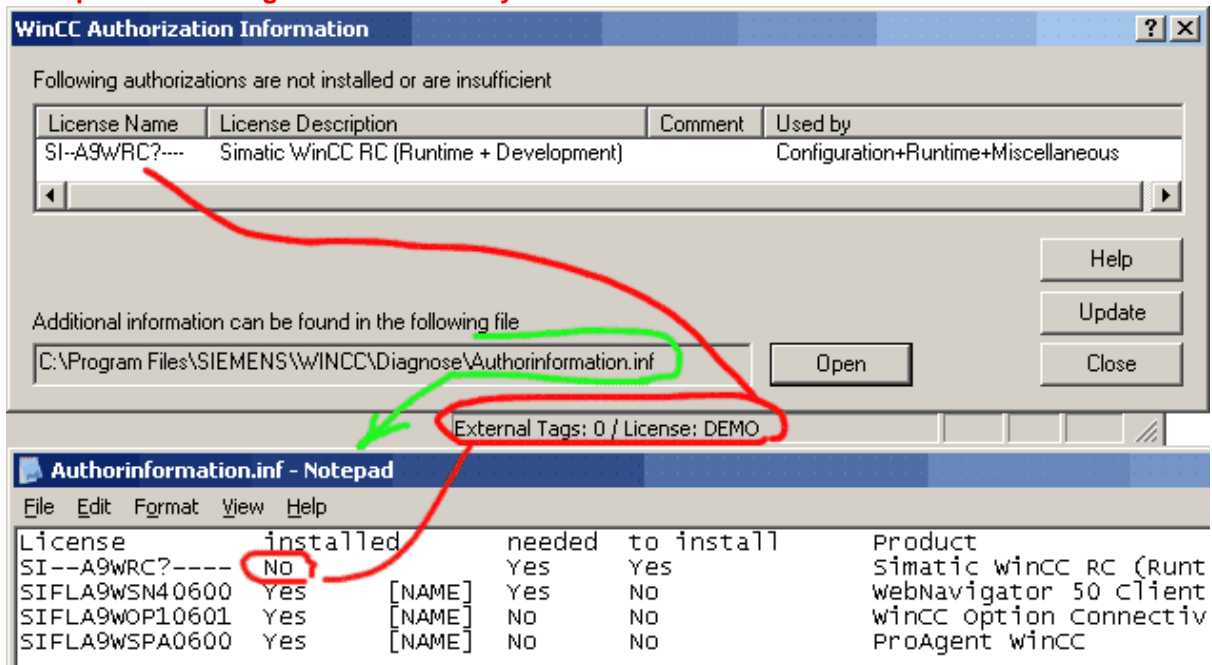 WinCC Authorization Information
Following authorizations are not installed or are insufficient
License Name License Description Comment Used by
SI--A9WRC?---- Simatic WinCC RC (Runtime + Development) Configuration+Runtime+Miscellaneous
Help
Additional information can be found in the following file
Update
C:\Program Files\SIEMENS\WINCC\Diagnose\Authorinformation.inf Open Close
External Tags: 0 / License: DEMO
Authorinformation.inf - Notepad
File Edit Format View Help
License installed needed to install Product
SI--A9WRC?---- No Yes Yes Simatic WinCC RC (Runt
SIFLA9WSN40600 Yes [NAME] Yes No WebNavigator 50 Client
SIFLA9WOP10601 Yes [NAME] No No WinCC Option Connectiv
SIFLA9WSPA0600 Yes [NAME] No No ProAgent WinCC